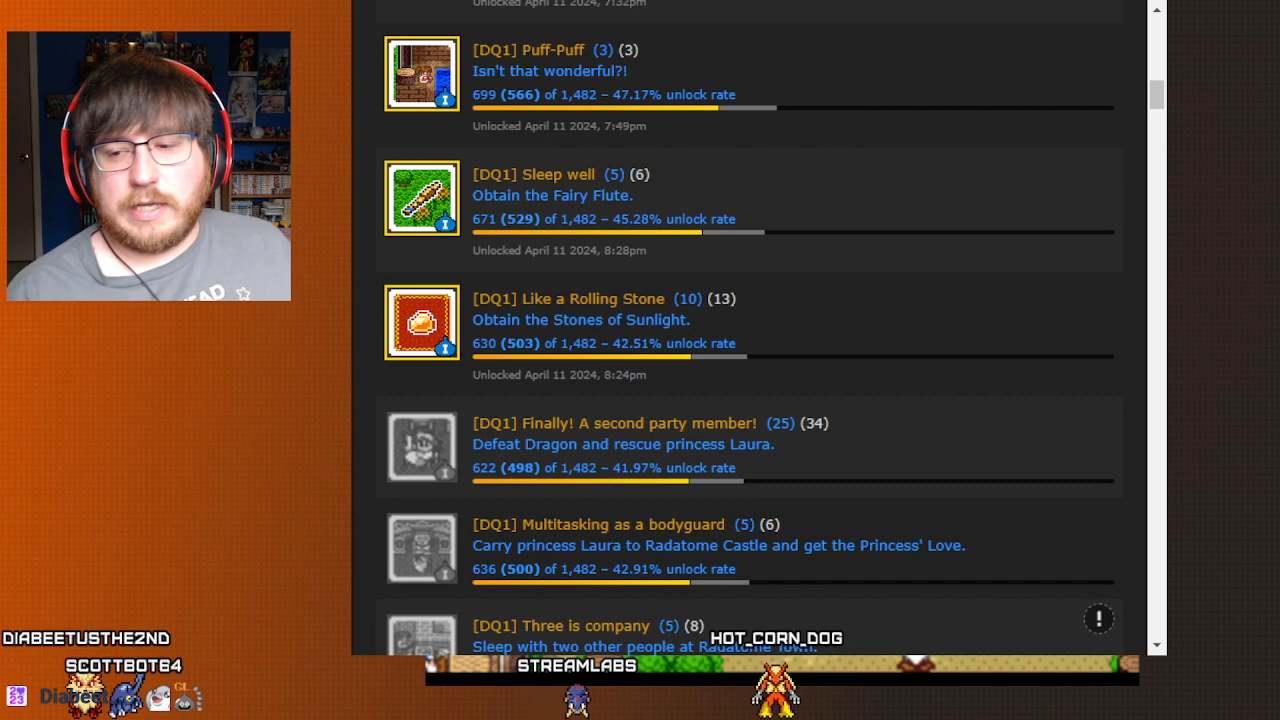 Unlocked April 11 2024, 7:32pm
[DQ1] Puff-Puff (3) (3)
Isn't that wonderful?!
699 (566) of 1,482 – 47.17% unlock rate
Unlocked April 11 2024, 7:49pm
[DQ1] Sleep well (5) (6)
Obtain the Fairy Flute.
671 (529) of 1,482 – 45.28% unlock rate
Unlocked April 11 2024, 8:28pm
[DQ1] Like a Rolling Stone (10) (13)
Obtain the Stones of Sunlight.
630 (503) of 1,482 – 42.51% unlock rate
Unlocked April 11 2024, 8:24pm
[DQ1] Finally! A second party member! (25) (34)
Defeat Dragon and rescue princess Laura.
622 (498) of 1,482 – 41.97% unlock rate
[DQ1] Multitasking as a bodyguard (5) (6)
Carry princess Laura to Radatome Castle and get the Princess' Love.
636 (500) of 1,482 – 42.91% unlock rate
[DQ1] Three is company (5) (8)
Sleep with two other people at Radatome Town.
!
DIABEETUSTHE2ND
HOT_CORN_DOG
SCOTTBOT64
STREAMLABS
2 23
Diabeet
GL